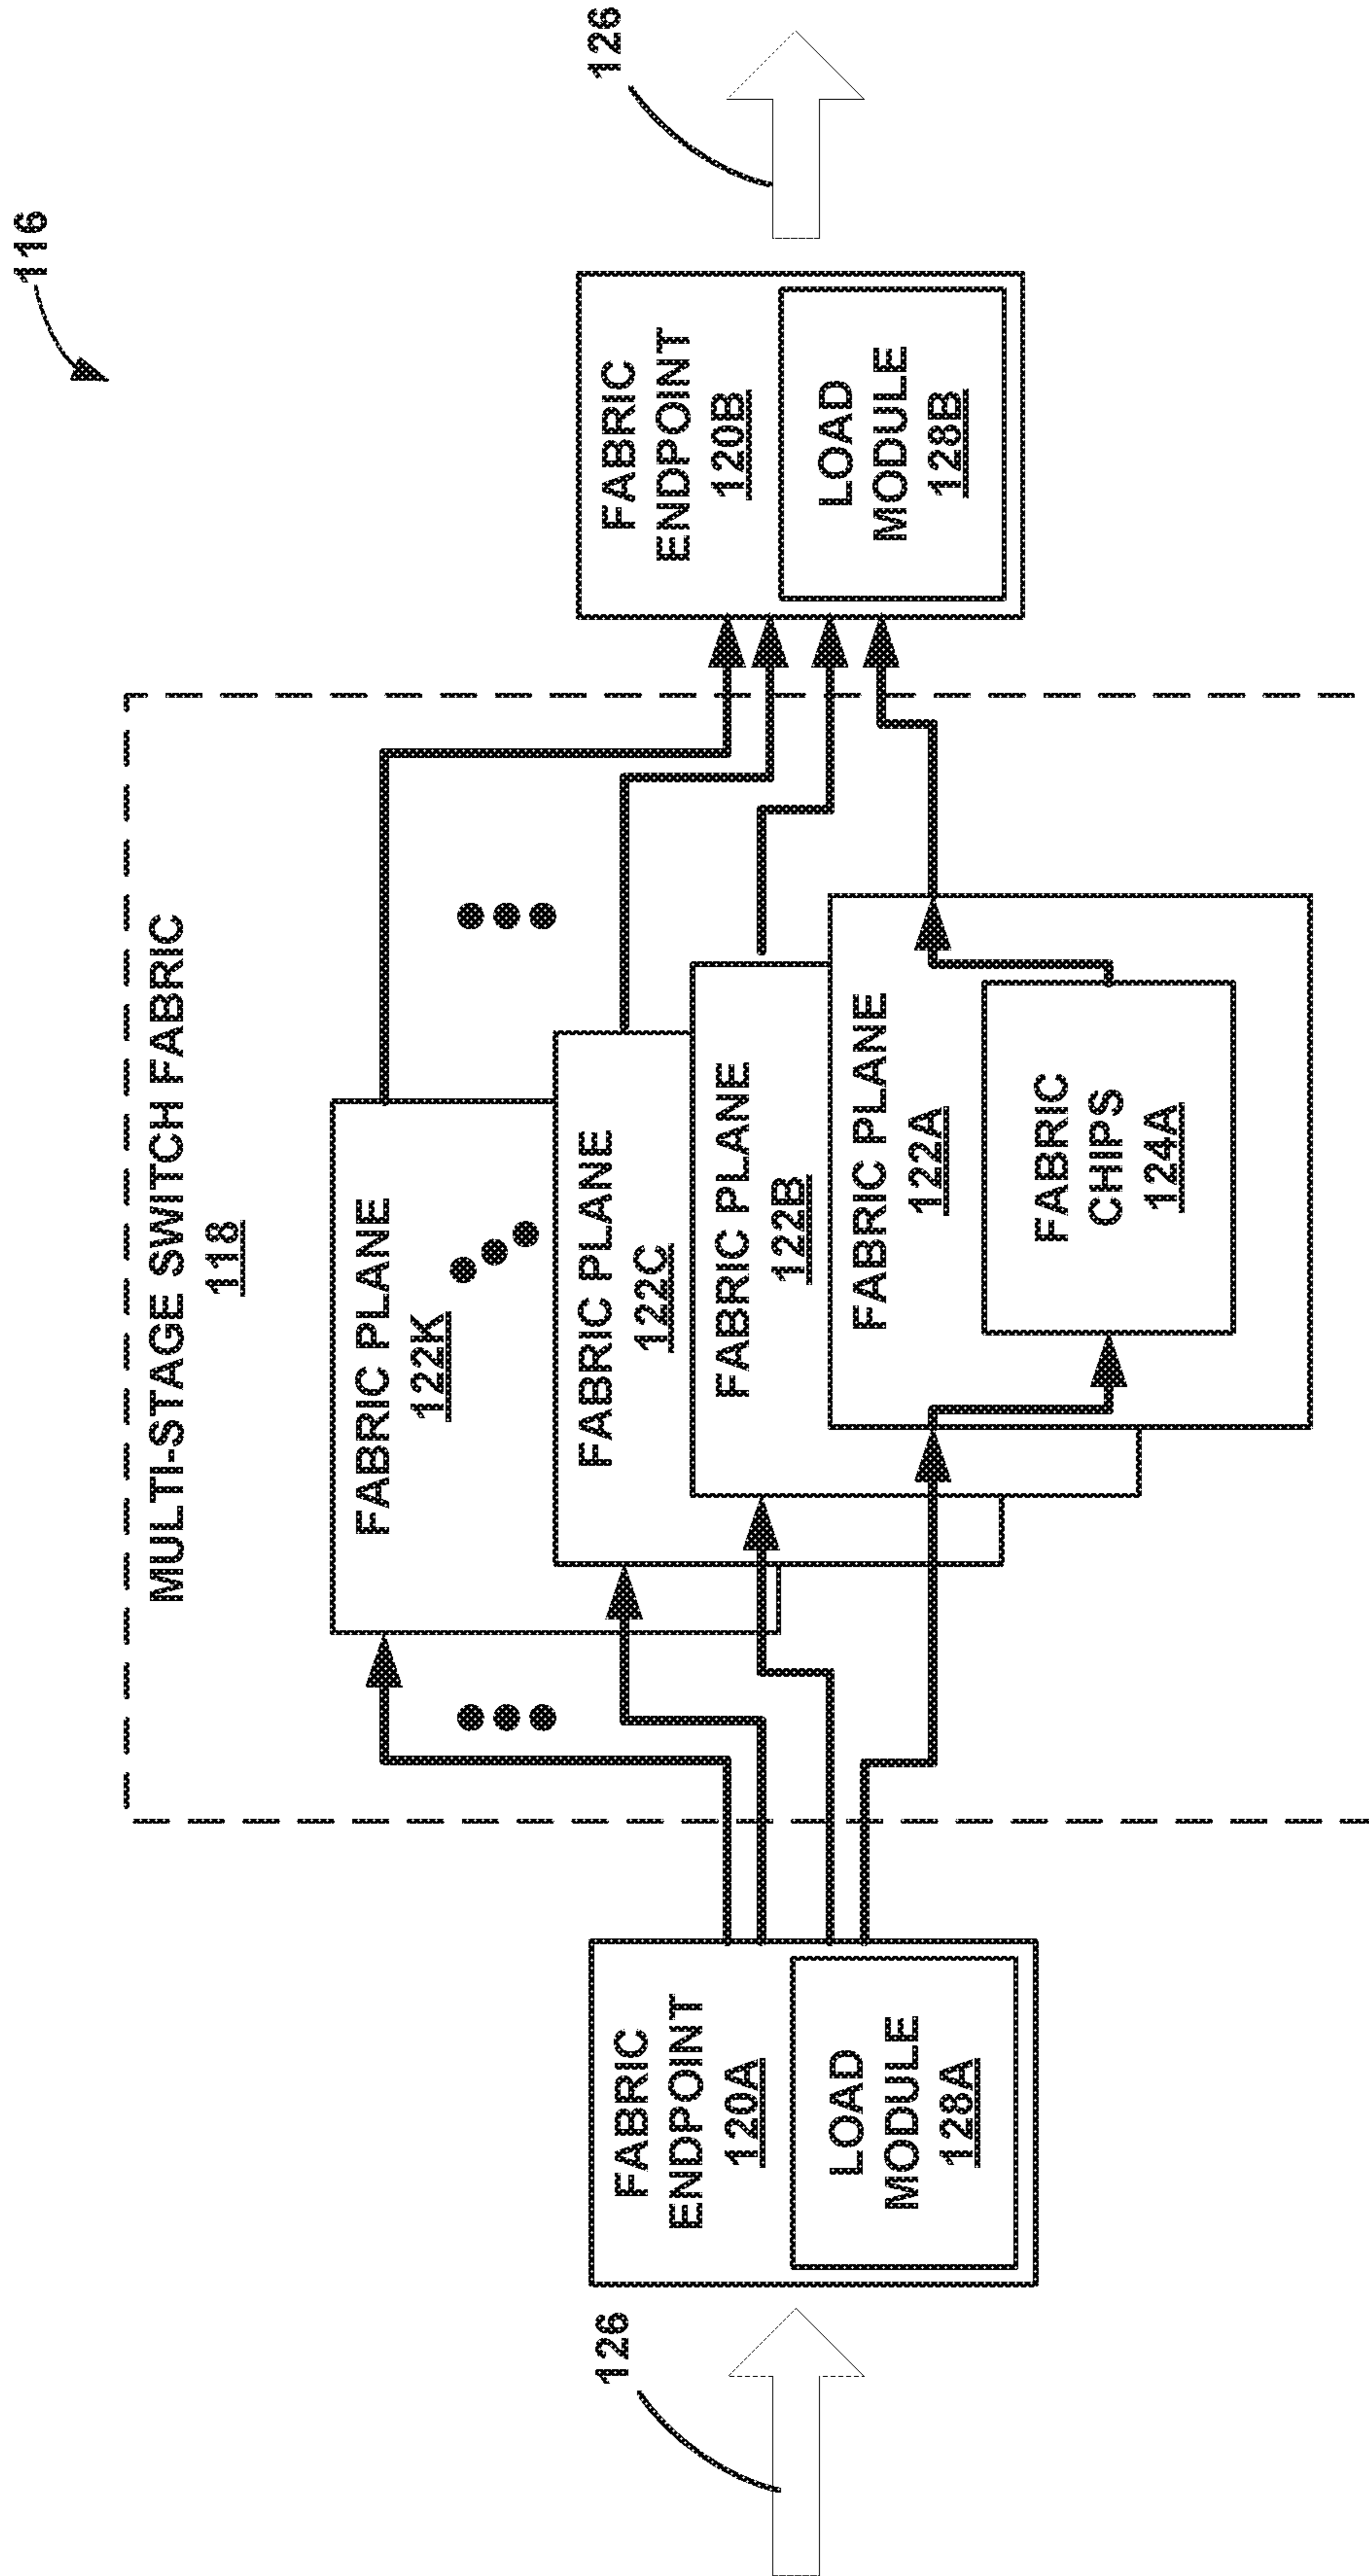 116
MULTI-STAGE SWITCH FABRIC
118
126
FABRIC
ENDPOINT
120A
LOAD
MODULE
128A
FABRIC PLANE
122K
FABRIC PLANE
122C
FABRIC PLANE
122B
FABRIC PLANE
122A
FABRIC
CHIPS
124A
FABRIC
ENDPOINT
120B
LOAD
MODULE
128B
126